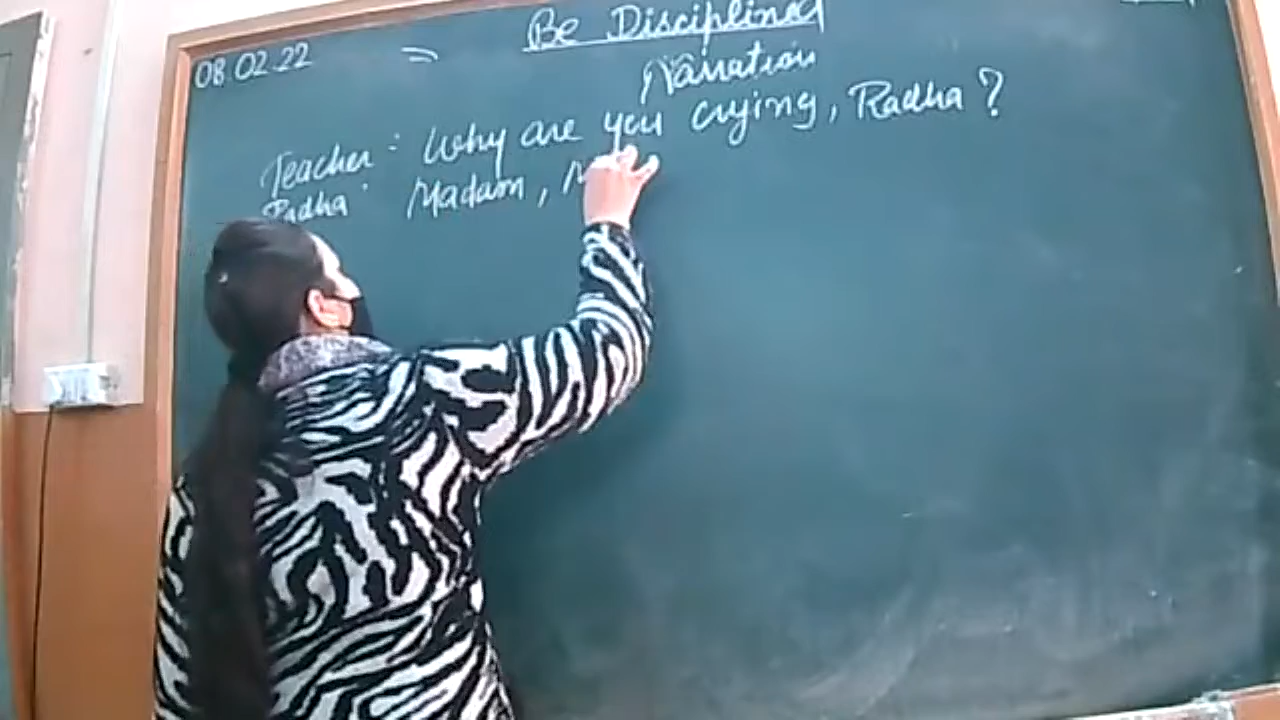 Be Disciplined
08.02.22 =
Narration
Teacher : Why are you crying, Radha ?
Radha : Madam, M